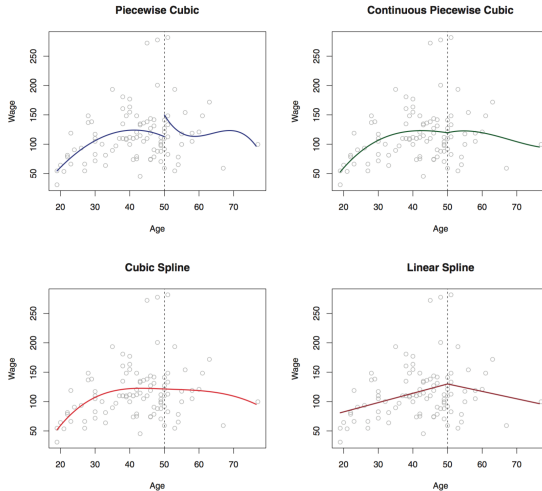 Piecewise Cubic
Continuous Piecewise Cubic
Wage
50 100 150 200 250
20 30 40 50 60 70
Age
Wage
50 100 150 200 250
20 30 40 50 60 70
Age
Cubic Spline
Linear Spline
Wage
50 100 150 200 250
20 30 40 50 60 70
Age
Wage
50 100 150 200 250
20 30 40 50 60 70
Age